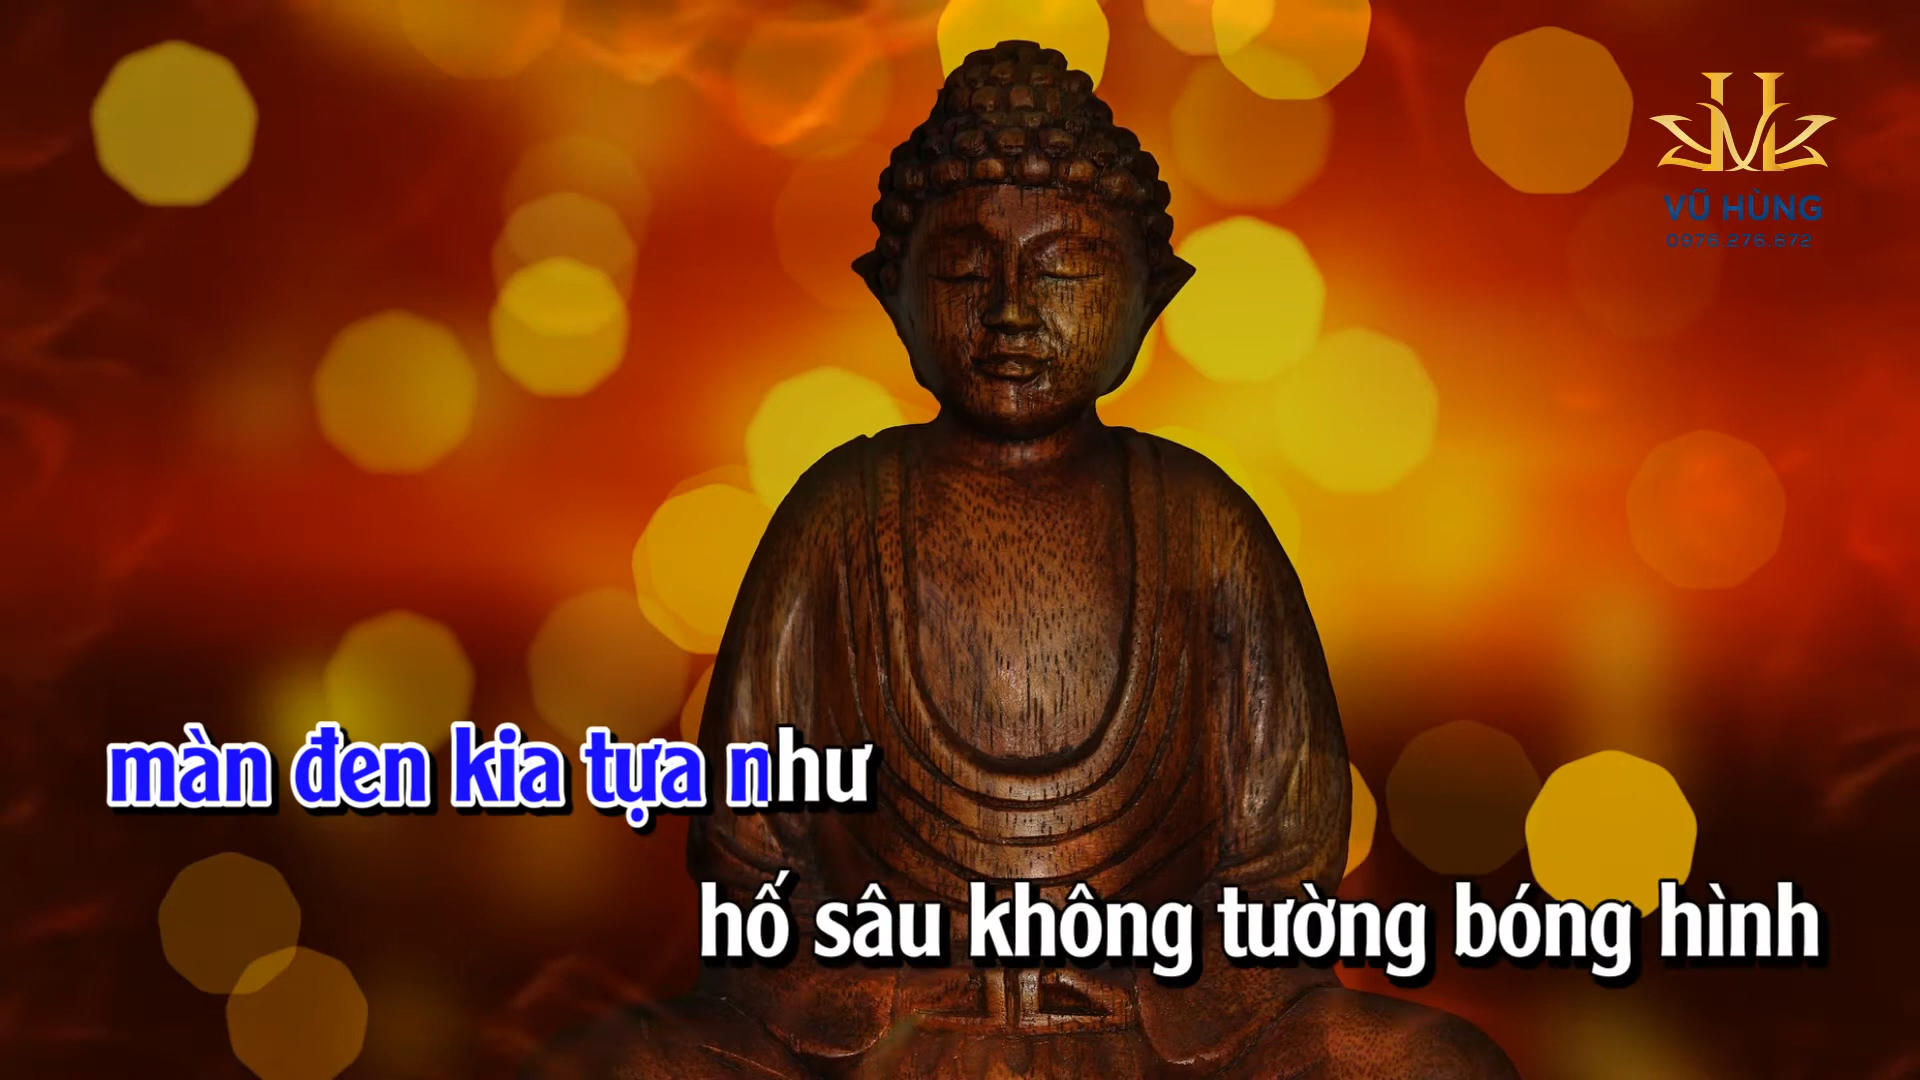 VŨ HÙNG
0976.276.672
màn đen kia tựa như
hố sâu không tường bóng hình